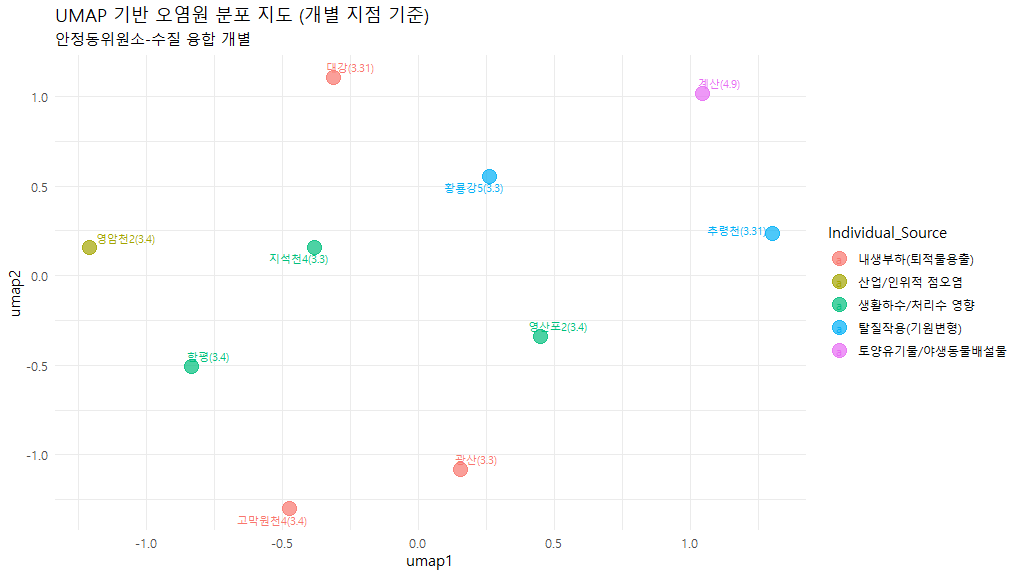 UMAP 기반 오염원 분포 지도 (개별 지점 기준)
안정동위원소-수질 융합 개별
대강(3.31)
계산(4.9)
황룡강5(3.3)
추령천(3.31)
영암천2(3.4)
지석천4(3.3)
영산포2(3.4)
함평(3.4)
광산(3.3)
고막원천4(3.4)
1.0
0.5
0.0
-0.5
-1.0
umap2
-1.0
-0.5
0.0
0.5
1.0
umap1
Individual_Source
a 내생부하(퇴적물용출)
a 산업/인위적 점오염
a 생활하수/처리수 영향
a 탈질작용(기원변형)
a 토양유기물/야생동물배설물